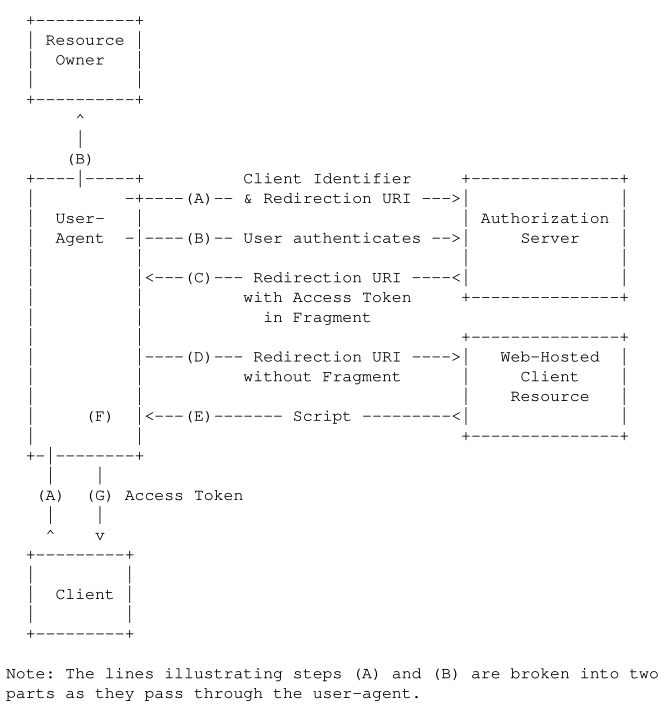 +----------+
| Resource |
|  Owner   |
|          |
+----------+
     ^
     |
    (B)
+----|-----+          Client Identifier     +---------------+
|         -+----(A)-- & Redirection URI --->|               |
|  User-   |                                | Authorization |
|  Agent  -|----(B)-- User authenticates -->|     Server    |
|          |                                |               |
|          |<---(C)--- Redirection URI ----<|               |
|          |          with Access Token     +---------------+
|          |            in Fragment
|          |                                +---------------+
|          |----(D)--- Redirection URI ---->|   Web-Hosted  |
|          |          without Fragment      |     Client    |
|          |                                |    Resource   |
|     (F)  |<---(E)------- Script ---------<|               |
|          |                                +---------------+
+-|--------+
  |    |
 (A)  (G) Access Token
  |    |
  ^    v
+---------+
|         |
|  Client |
|         |
+---------+
Note: The lines illustrating steps (A) and (B) are broken into two
parts as they pass through the user-agent.